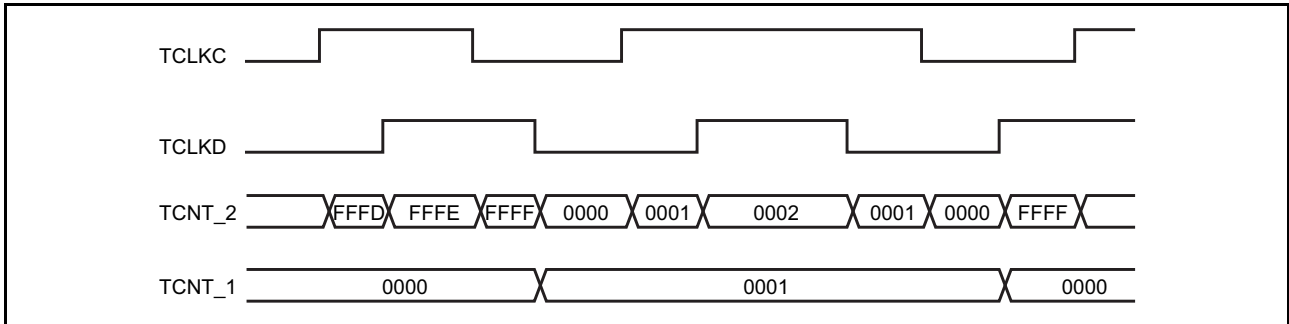 TCLKC
TCLKD
TCNT_2 FFFD FFFE FFFF 0000 0001 0002 0001 0000 FFFF
TCNT_1 0000 0001 0000